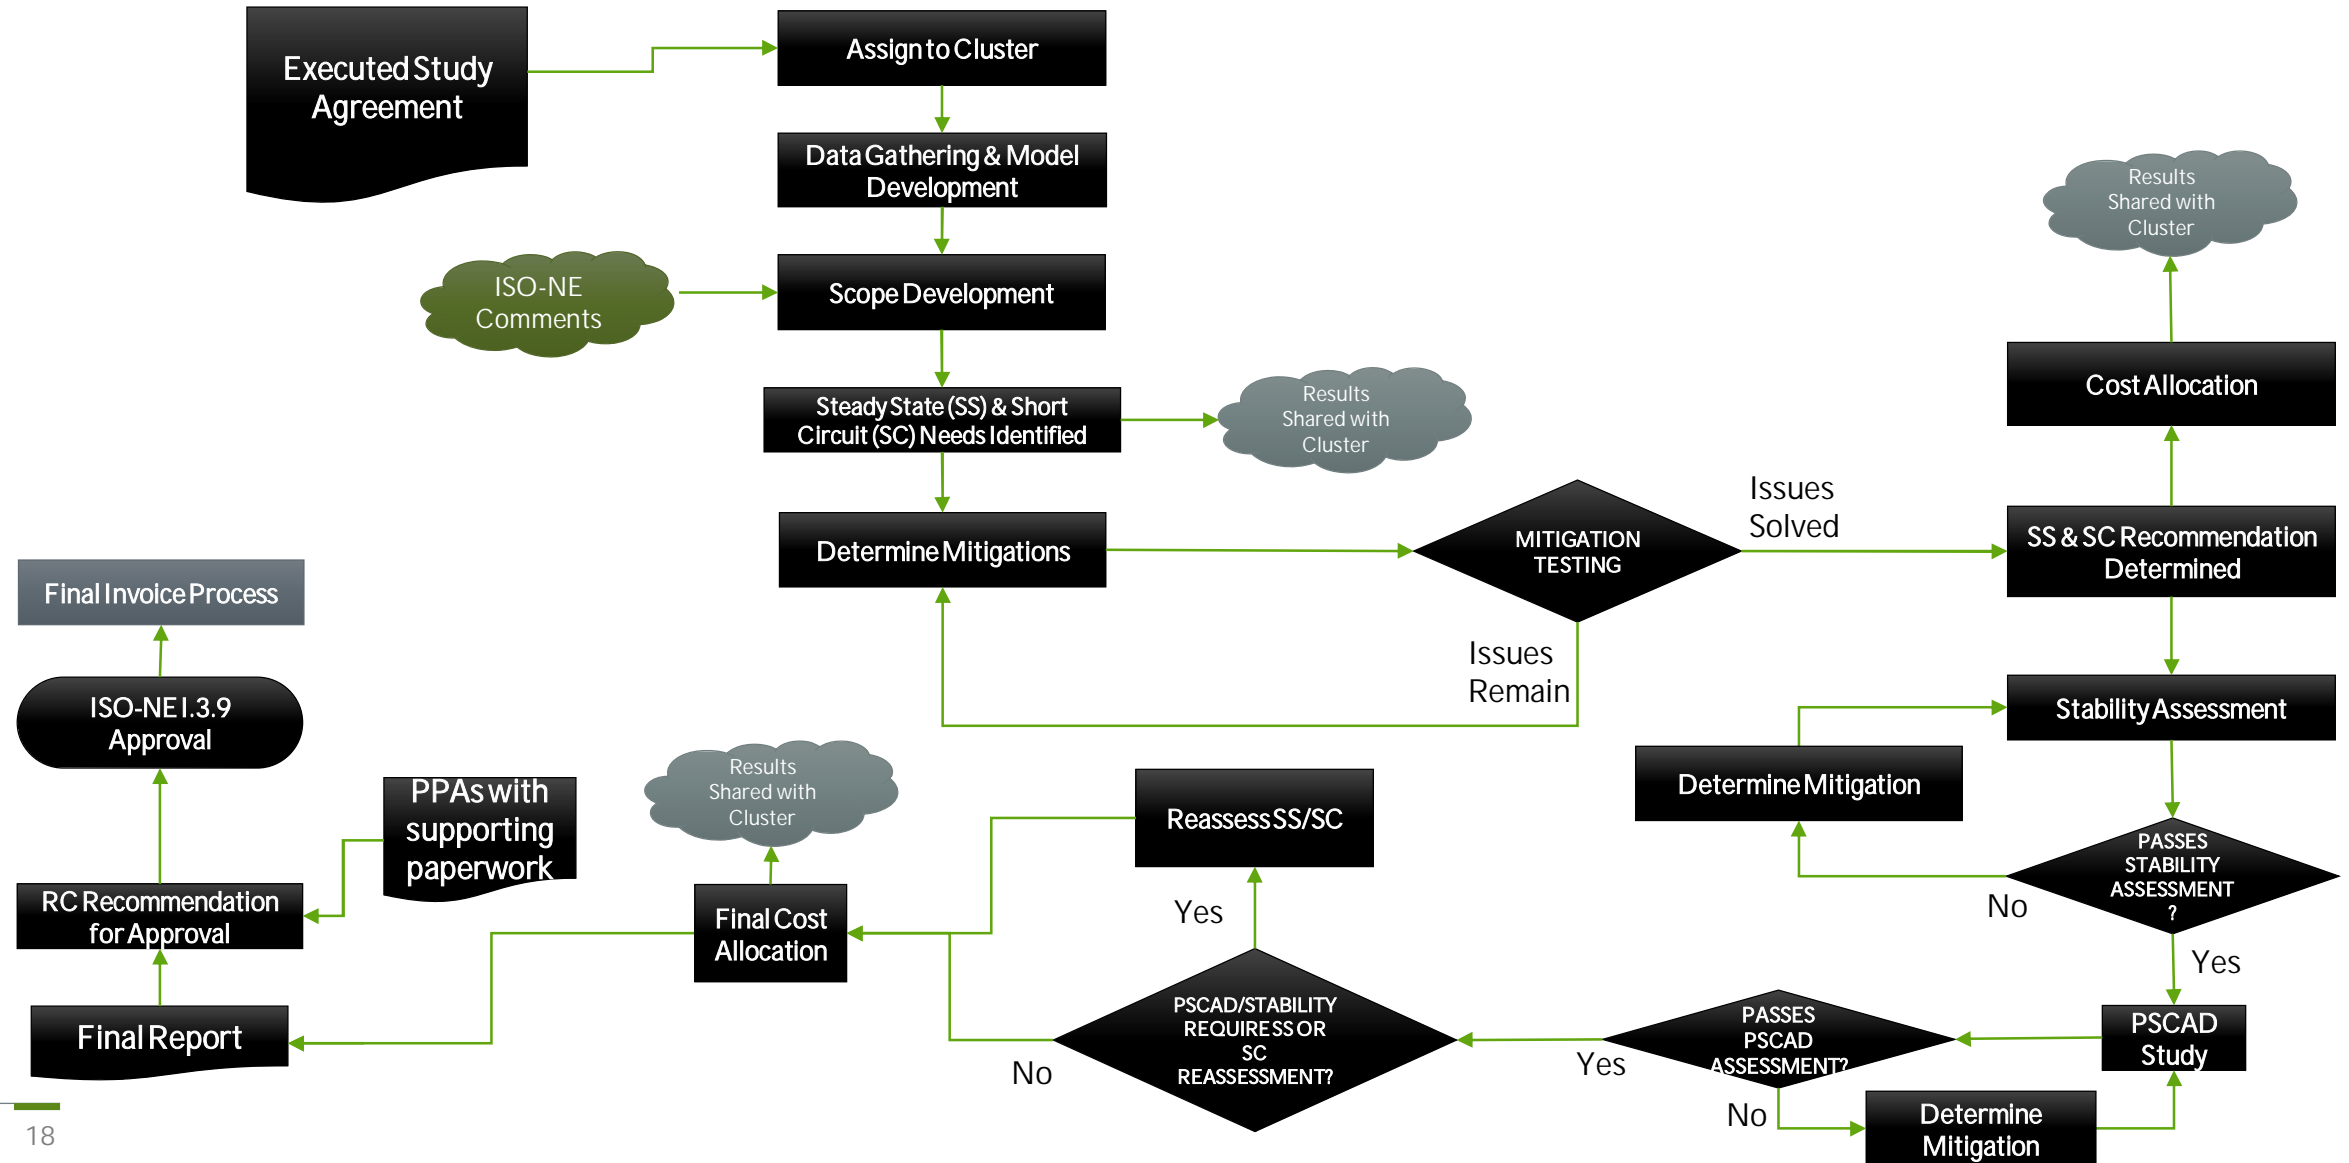 Executed Study
Agreement
Assign to Cluster
Data Gathering & Model
Development
ISO-NE
Comments
Scope Development
Steady State (SS) & Short
Circuit (SC) Needs Identified
Results
Shared with
Cluster
Determine Mitigations
MITIGATION
TESTING
Issues
Solved
Issues
Remain
Results
Shared with
Cluster
Cost Allocation
SS & SC Recommendation
Determined
Stability Assessment
Determine Mitigation
PASSES
STABILITY
ASSESSMENT
?
No
Yes
PSCAD
Study
PASSES
PSCAD
ASSESSMENT?
No
Determine
Mitigation
Yes
PSCAD/STABILITY
REQUIRES SS OR
SC
REASSESSMENT?
Yes
No
Reassess SS/SC
Results
Shared with
Cluster
Final Cost
Allocation
Final Report
PPAs with
supporting
paperwork
RC Recommendation
for Approval
ISO-NE I.3.9
Approval
Final Invoice Process
18